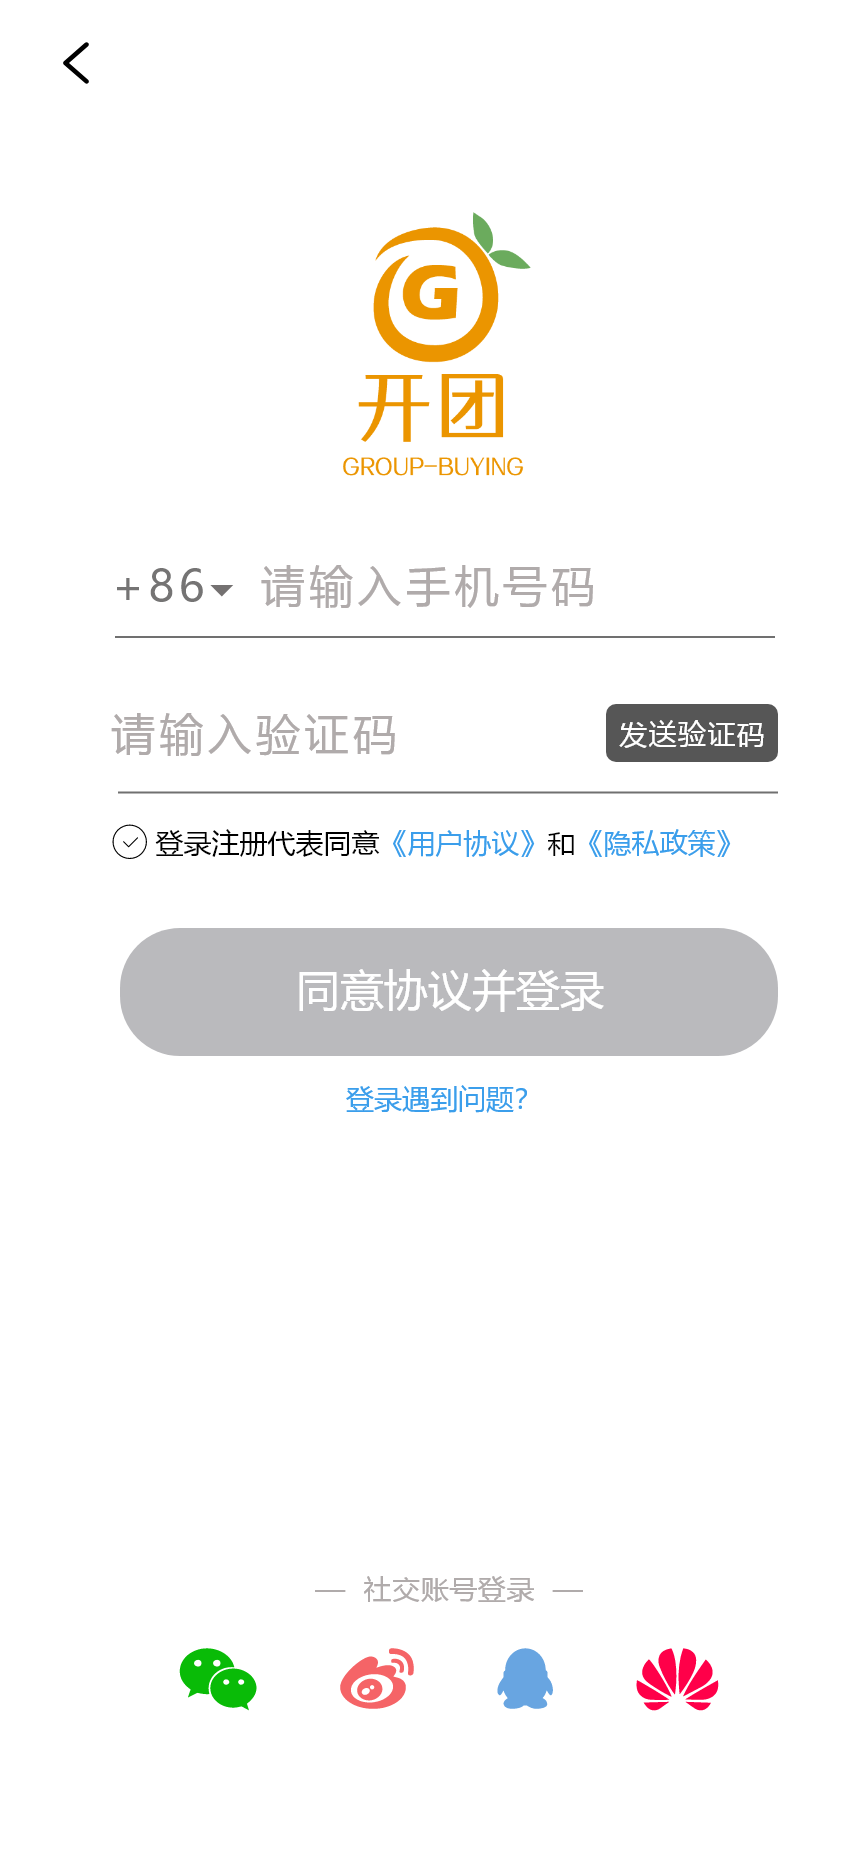 G
开团
GROUP-BUYING
+86 请输入手机号码
请输入验证码 发送验证码
登录注册代表同意《用户协议》和《隐私政策》
同意协议并登录
登录遇到问题?
— 社交账号登录 —